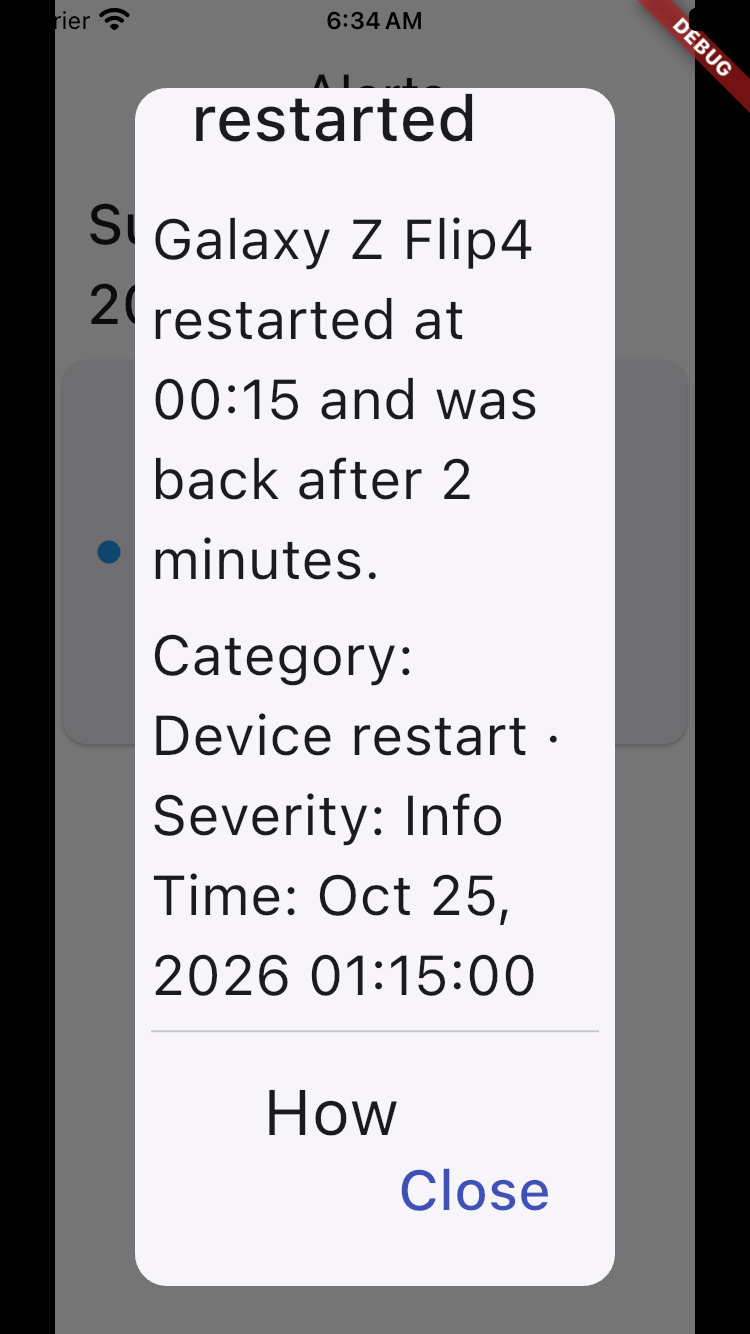 6:34 AM
DEBUG
restarted
Galaxy Z Flip4
restarted at
00:15 and was
back after 2
minutes.
Category:
Device restart ·
Severity: Info
Time: Oct 25,
2026 01:15:00
How
Close